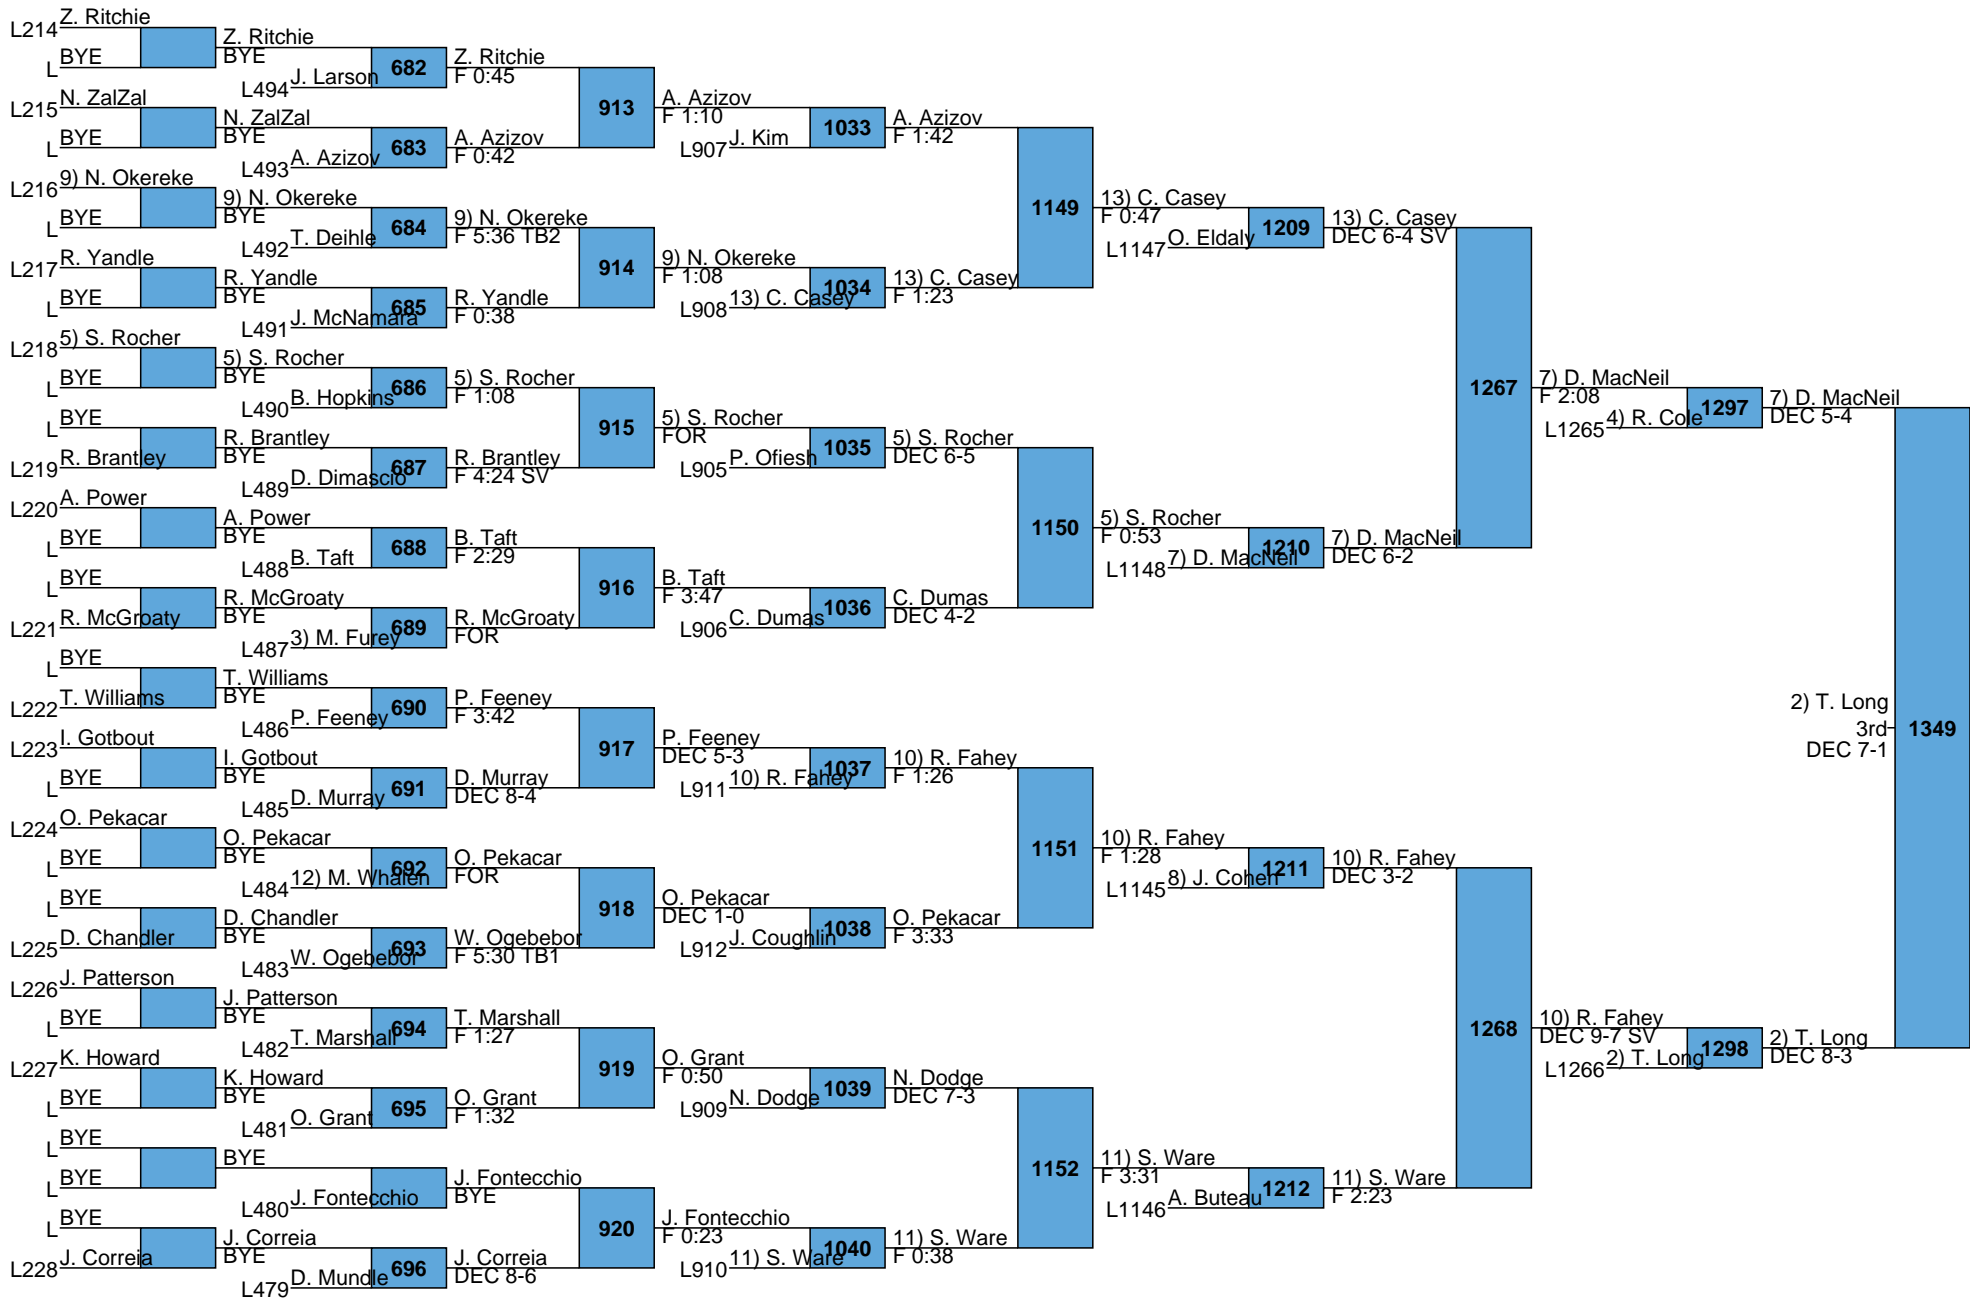 L214 Z. Ritchie
L BYE
Z. Ritchie
BYE
L494 J. Larson
682
Z. Ritchie
F 0:45
L215 N. ZalZal
L BYE
N. ZalZal
BYE
L493 A. Azizov
683
A. Azizov
F 0:42
913
A. Azizov
F 1:10
L907 J. Kim
1033
A. Azizov
F 1:42
L216 9) N. Okereke
L BYE
9) N. Okereke
BYE
L492 T. Deihle
684
9) N. Okereke
F 5:36 TB2
L217 R. Yandle
L BYE
R. Yandle
BYE
L491 J. McNamara
685
R. Yandle
F 0:38
914
9) N. Okereke
F 1:08
L908 13) C. Casey
1034
13) C. Casey
F 1:23
1149
13) C. Casey
F 0:47
L1147 O. Eldaly
1209
13) C. Casey
DEC 6-4 SV
L218 5) S. Rocher
L BYE
5) S. Rocher
BYE
L490 B. Hopkins
686
5) S. Rocher
F 1:08
L BYE
L219 R. Brantley
R. Brantley
BYE
L489 D. Dimascio
687
R. Brantley
F 4:24 SV
915
5) S. Rocher
FOR
L905 P. Ofiesh
1035
5) S. Rocher
DEC 6-5
L220 A. Power
L BYE
A. Power
BYE
L488 B. Taft
688
B. Taft
F 2:29
L BYE
L221 R. McGroaty
R. McGroaty
BYE
L487 3) M. Furey
689
R. McGroaty
FOR
916
B. Taft
F 3:47
L906 C. Dumas
1036
C. Dumas
DEC 4-2
1150
5) S. Rocher
F 0:53
L1148 7) D. MacNeil
1210
7) D. MacNeil
DEC 6-2
1267
7) D. MacNeil
F 2:08
L1265 4) R. Cole
1297
7) D. MacNeil
DEC 5-4
L BYE
L222 T. Williams
T. Williams
BYE
L486 P. Feeney
690
P. Feeney
F 3:42
L223 I. Gotbout
L BYE
I. Gotbout
BYE
L485 D. Murray
691
D. Murray
DEC 8-4
917
P. Feeney
DEC 5-3
L911 10) R. Fahey
1037
10) R. Fahey
F 1:26
L224 O. Pekacar
L BYE
O. Pekacar
BYE
L484 12) M. Whalen
692
O. Pekacar
FOR
L BYE
L225 D. Chandler
D. Chandler
BYE
L483 W. Ogebebor
693
W. Ogebebor
F 5:30 TB1
918
O. Pekacar
DEC 1-0
L912 J. Coughlin
1038
O. Pekacar
F 3:33
1151
10) R. Fahey
F 1:28
L1145 8) J. Cohen
1211
10) R. Fahey
DEC 3-2
L226 J. Patterson
L BYE
J. Patterson
BYE
L482 T. Marshall
694
T. Marshall
F 1:27
L227 K. Howard
L BYE
K. Howard
BYE
L481 O. Grant
695
O. Grant
F 1:32
919
O. Grant
F 0:50
L909 N. Dodge
1039
N. Dodge
DEC 7-3
L BYE
L BYE
BYE
L480 J. Fontecchio
J. Fontecchio
BYE
L BYE
L228 J. Correia
J. Correia
BYE
L479 D. Mundle
696
J. Correia
DEC 8-6
920
J. Fontecchio
F 0:23
L910 11) S. Ware
1040
11) S. Ware
F 0:38
1152
11) S. Ware
F 3:31
L1146 A. Buteau
1212
11) S. Ware
F 2:23
1268
10) R. Fahey
DEC 9-7 SV
L1266 2) T. Long
1298
2) T. Long
DEC 8-3
1349
2) T. Long
3rd
DEC 7-1